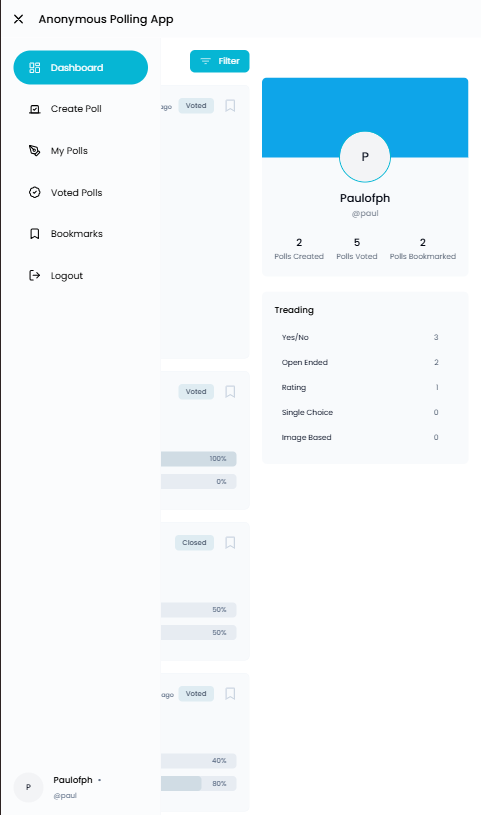 Anonymous Polling App
Dashboard
Create Poll
My Polls
Voted Polls
Bookmarks
Logout
Paulofph
@paul
Filter
ago Voted
Voted
100%
0%
Closed
50%
50%
ago Voted
40%
80%
P
Paulofph
@paul
2 5 2
Polls Created Polls Voted Polls Bookmarked
Treading
Yes/No 3
Open Ended 2
Rating 1
Single Choice 0
Image Based 0
P